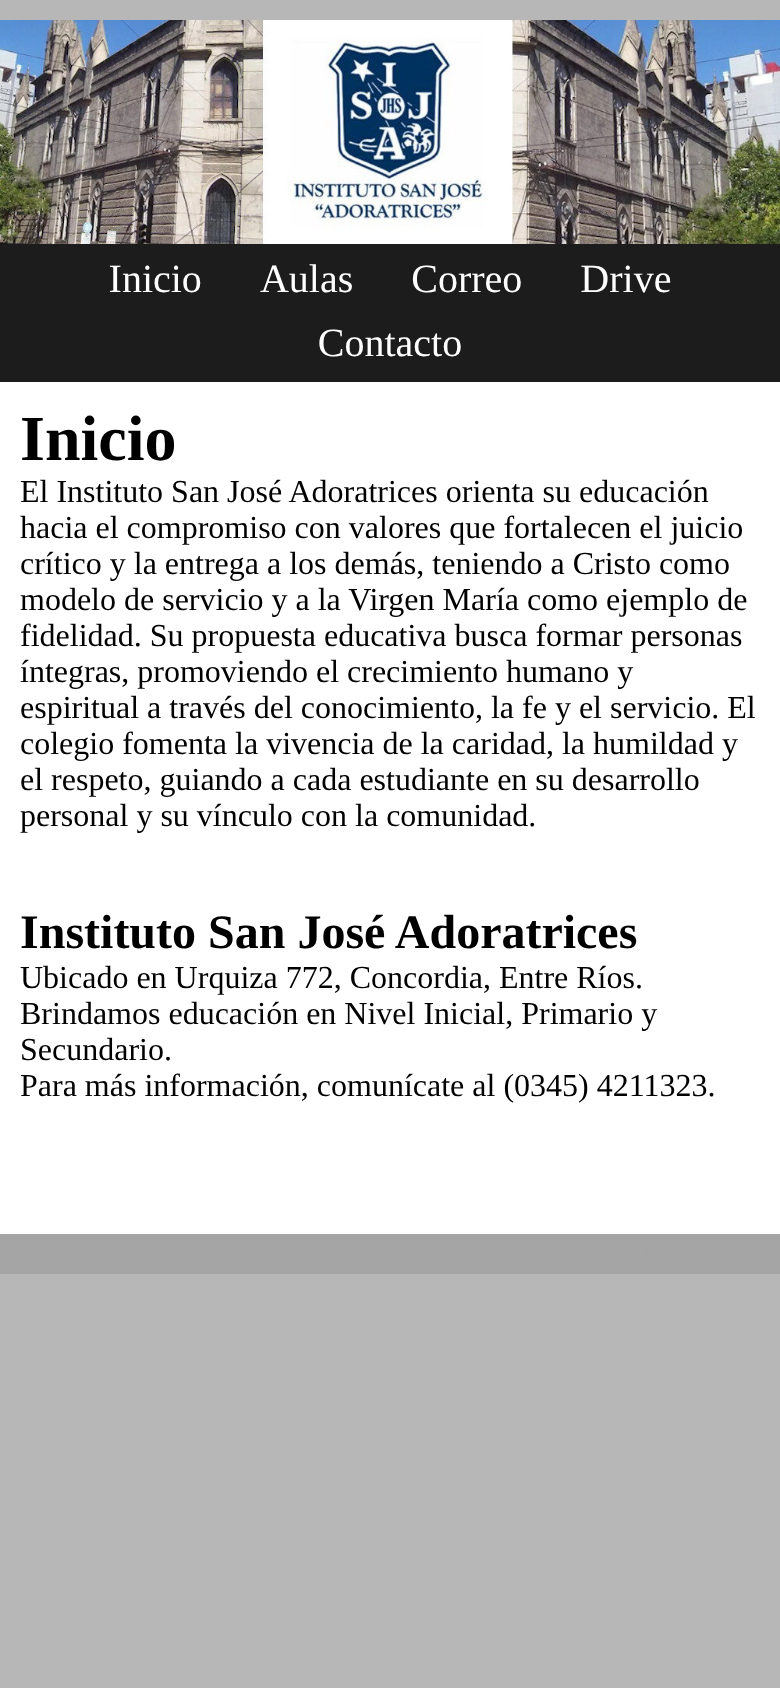 I
S JHS J
A
INSTITUTO SAN JOSÉ
“ADORATRICES”
Inicio Aulas Correo Drive
Contacto
Inicio
El Instituto San José Adoratrices orienta su educación
hacia el compromiso con valores que fortalecen el juicio
crítico y la entrega a los demás, teniendo a Cristo como
modelo de servicio y a la Virgen María como ejemplo de
fidelidad. Su propuesta educativa busca formar personas
íntegras, promoviendo el crecimiento humano y
espiritual a través del conocimiento, la fe y el servicio. El
colegio fomenta la vivencia de la caridad, la humildad y
el respeto, guiando a cada estudiante en su desarrollo
personal y su vínculo con la comunidad.
Instituto San José Adoratrices
Ubicado en Urquiza 772, Concordia, Entre Ríos.
Brindamos educación en Nivel Inicial, Primario y
Secundario.
Para más información, comunícate al (0345) 4211323.